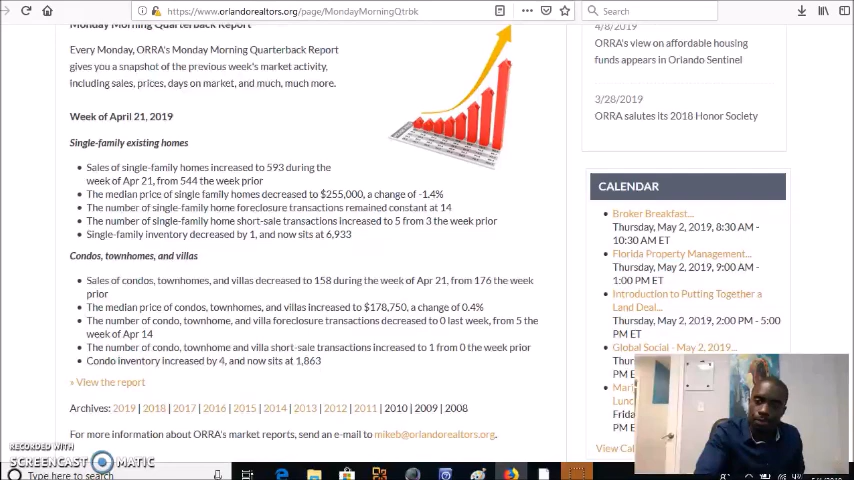 https://www.orlandorealtors.org/page/MondayMorningQtrbk
Search
Monday Morning Quarterback Report
Every Monday, ORRA's Monday Morning Quarterback Report
gives you a snapshot of the previous week's market activity,
including sales, prices, days on market, and much, much more.
Week of April 21, 2019
Single-family existing homes
Sales of single-family homes increased to 593 during the
week of Apr 21, from 544 the week prior
The median price of single family homes decreased to $255,000, a change of -1.4%
The number of single-family home foreclosure transactions remained constant at 14
The number of single-family home short-sale transactions increased to 5 from 3 the week prior
Single-family inventory decreased by 1, and now sits at 6,933
Condos, townhomes, and villas
Sales of condos, townhomes, and villas decreased to 158 during the week of Apr 21, from 176 the week
prior
The median price of condos, townhomes, and villas increased to $178,750, a change of 0.4%
The number of condo, townhome, and villa foreclosure transactions decreased to 0 last week, from 5 the
week of Apr 14
The number of condo, townhome and villa short-sale transactions increased to 1 from 0 the week prior
Condo inventory increased by 4, and now sits at 1,863
» View the report
Archives: 2019 | 2018 | 2017 | 2016 | 2015 | 2014 | 2013 | 2012 | 2011 | 2010 | 2009 | 2008
For more information about ORRA's market reports, send an e-mail to mikeb@orlandorealtors.org.
4/8/2019
ORRA's view on affordable housing
funds appears in Orlando Sentinel
3/28/2019
ORRA salutes its 2018 Honor Society
CALENDAR
Broker Breakfast...
Thursday, May 2, 2019, 8:30 AM -
10:30 AM ET
Florida Property Management...
Thursday, May 2, 2019, 9:00 AM -
1:00 PM ET
Introduction to Putting Together a
Land Deal...
Thursday, May 2, 2019, 2:00 PM - 5:00
PM ET
Global Social - May 2, 2019...
PM E
Frida
PM E
View Cal
RECORDED WITH
SCREENCAST MATIC
Type here to search